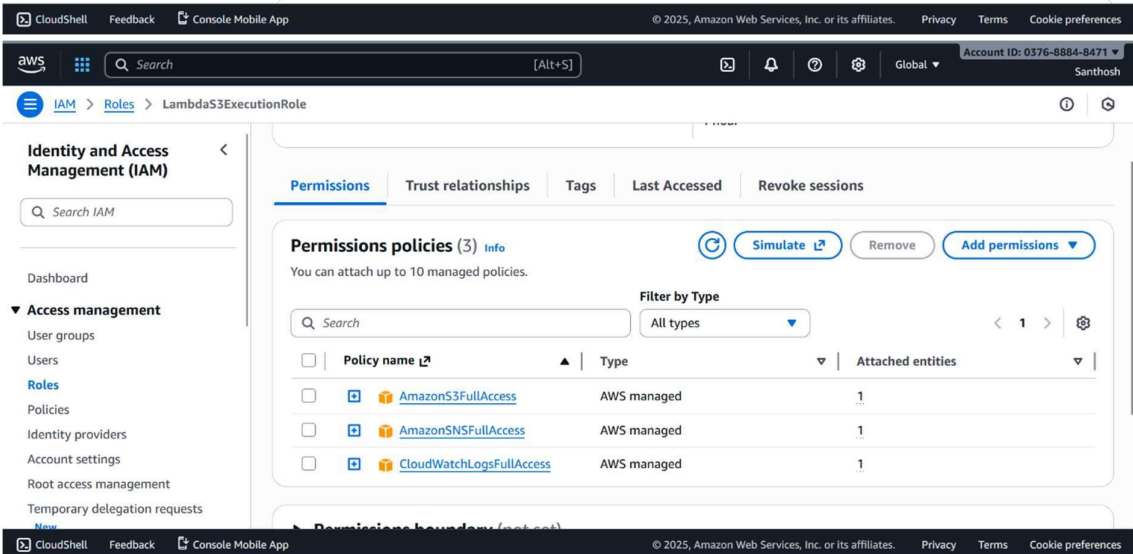 CloudShell Feedback Console Mobile App © 2025, Amazon Web Services, Inc. or its affiliates. Privacy Terms Cookie preferences
aws Search [Alt+S] Global Account ID: 0376-8884-8471
Santhosh
IAM > Roles > LambdaS3ExecutionRole
Identity and Access
Management (IAM)
Search IAM
Dashboard
Access management
User groups
Users
Roles
Policies
Identity providers
Account settings
Root access management
Temporary delegation requests
New
1 hour
Permissions Trust relationships Tags Last Accessed Revoke sessions
Permissions policies (3) Info Simulate Remove Add permissions
You can attach up to 10 managed policies.
Filter by Type
Search All types 1
Policy name Type Attached entities
AmazonS3FullAccess AWS managed 1
AmazonSNSFullAccess AWS managed 1
CloudWatchLogsFullAccess AWS managed 1
Permissions boundary (not set)
CloudShell Feedback Console Mobile App © 2025, Amazon Web Services, Inc. or its affiliates. Privacy Terms Cookie preferences